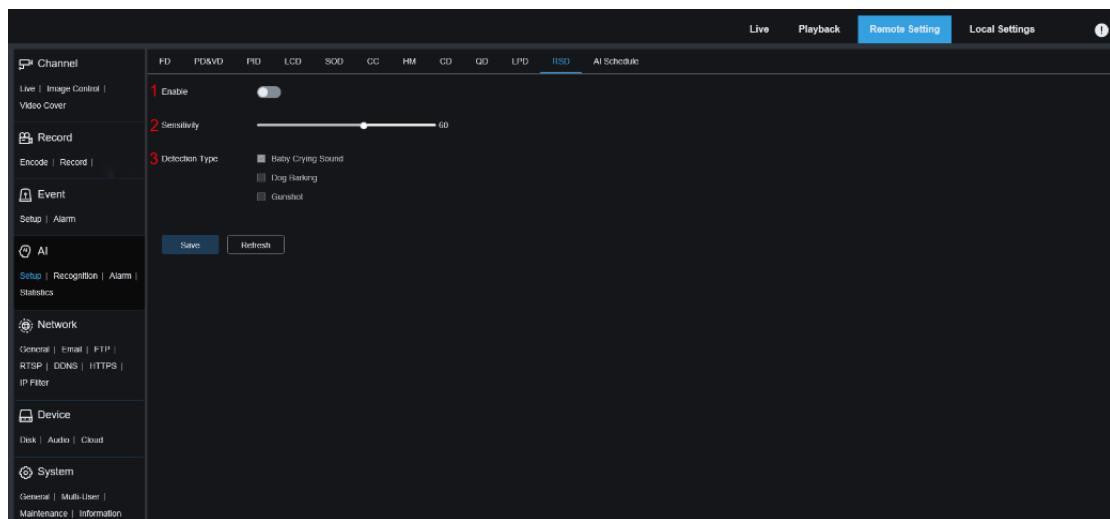 Live Playback Remote Setting Local Settings
Channel
Live | Image Control |
Video Cover
Record
Encode | Record |
Event
Setup | Alarm
AI
Setup | Recognition | Alarm |
Statistics
Network
General | Email | FTP |
RTSP | DDNS | HTTPS |
IP Filter
Device
Disk | Audio | Cloud
System
General | Multi-User |
Maintenance | Information
FD PD&VD PID LCD SOD CC HM CD QD LPD RSD AI Schedule
1 Enable
2 Sensitivity 60
3 Detection Type Baby Crying Sound
Dog Barking
Gunshot
Save Refresh